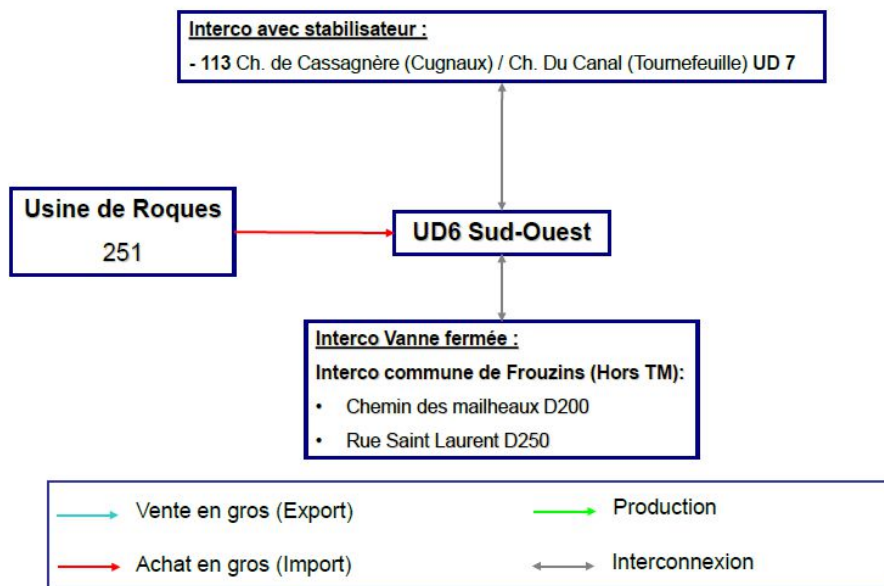 Interco avec stabilisateur :
- 113 Ch. de Cassagnère (Cugnaux) / Ch. Du Canal (Tournefeuille) UD 7
Usine de Roques
251
UD6 Sud-Ouest
Interco Vanne fermée :
Interco commune de Frouzins (Hors TM):
• Chemin des mailheaux D200
• Rue Saint Laurent D250
Vente en gros (Export)
Production
Achat en gros (Import)
Interconnexion